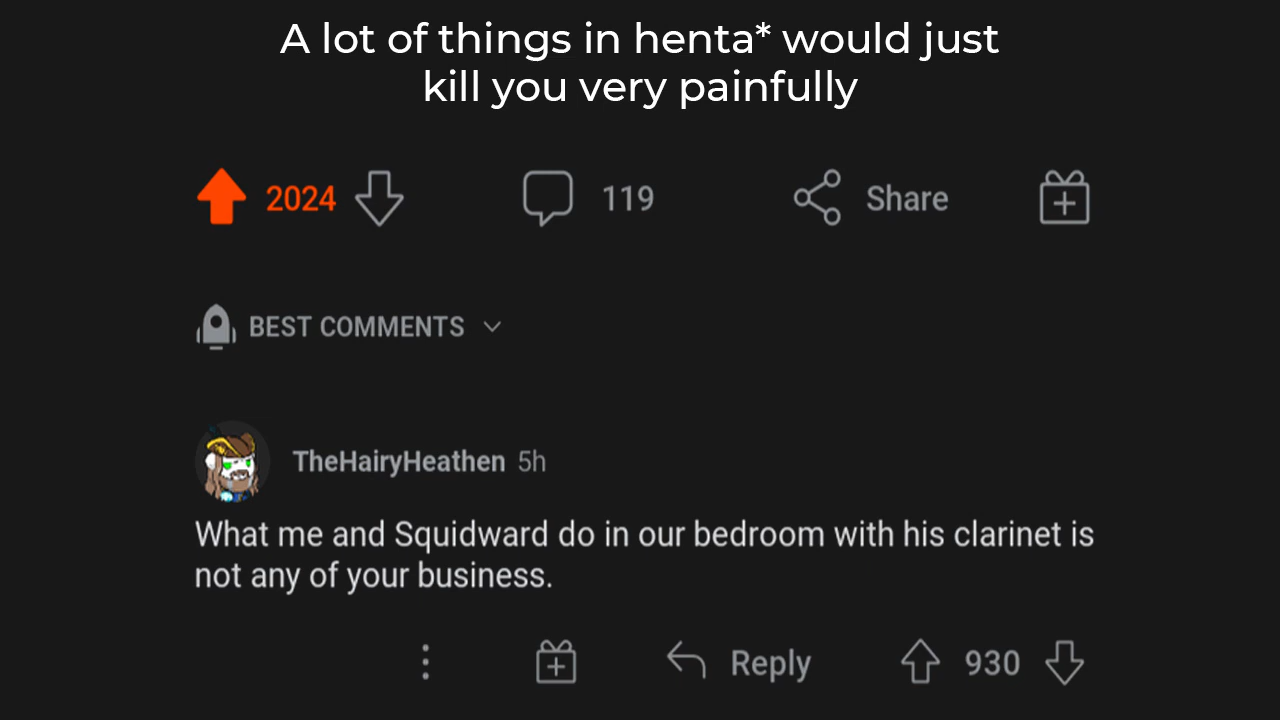 A lot of things in henta* would just
kill you very painfully
2024
119
Share
BEST COMMENTS
TheHairyHeathen 5h
What me and Squidward do in our bedroom with his clarinet is
not any of your business.
Reply
930